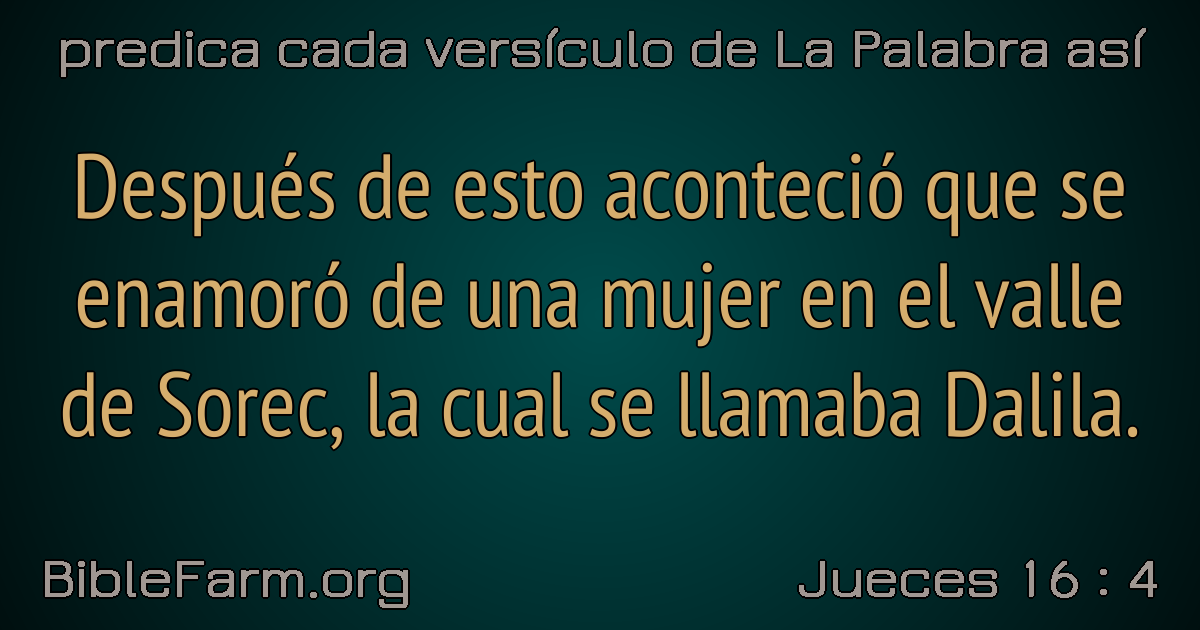 predica cada versículo de La Palabra así
Después de esto aconteció que se
enamoró de una mujer en el valle
de Sorec, la cual se llamaba Dalila.
BibleFarm.org
Jueces 16 : 4